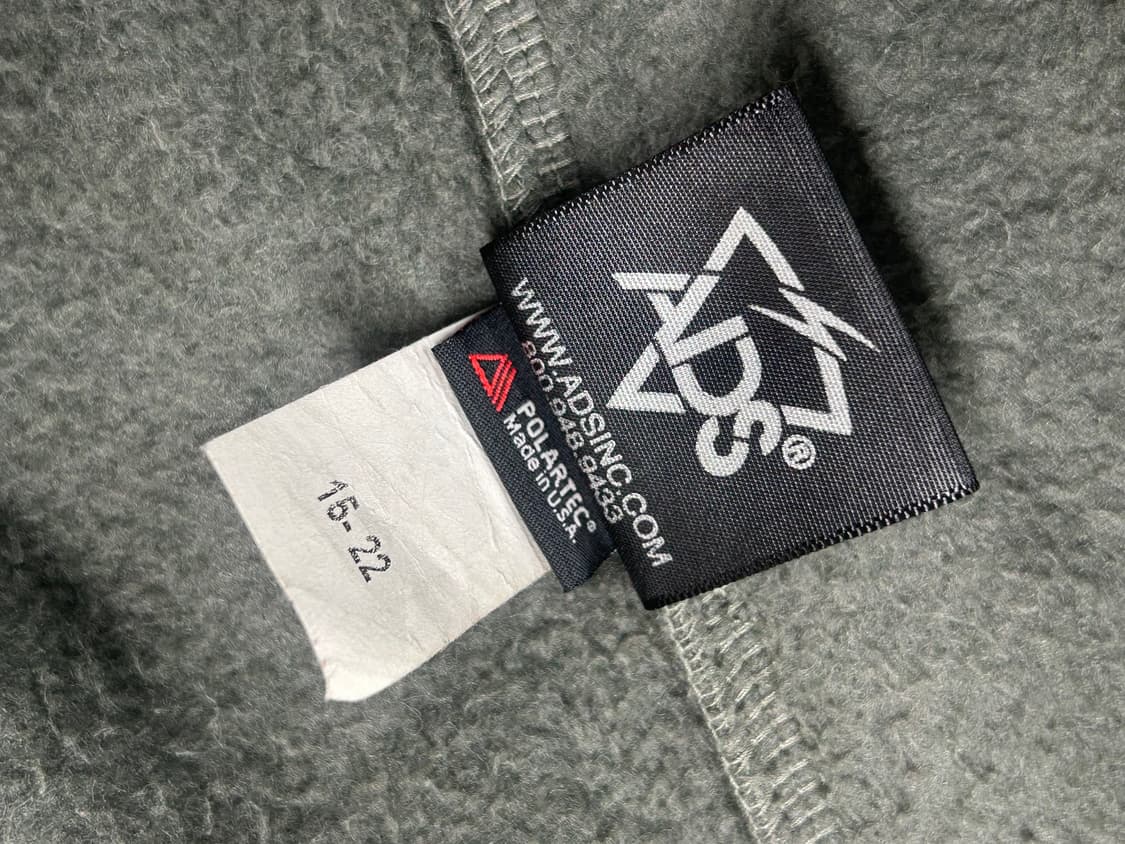 ADS®
WWW.ADSINC.COM
800.948.9433
POLARTEC®
Made in U.S.A.
15-22